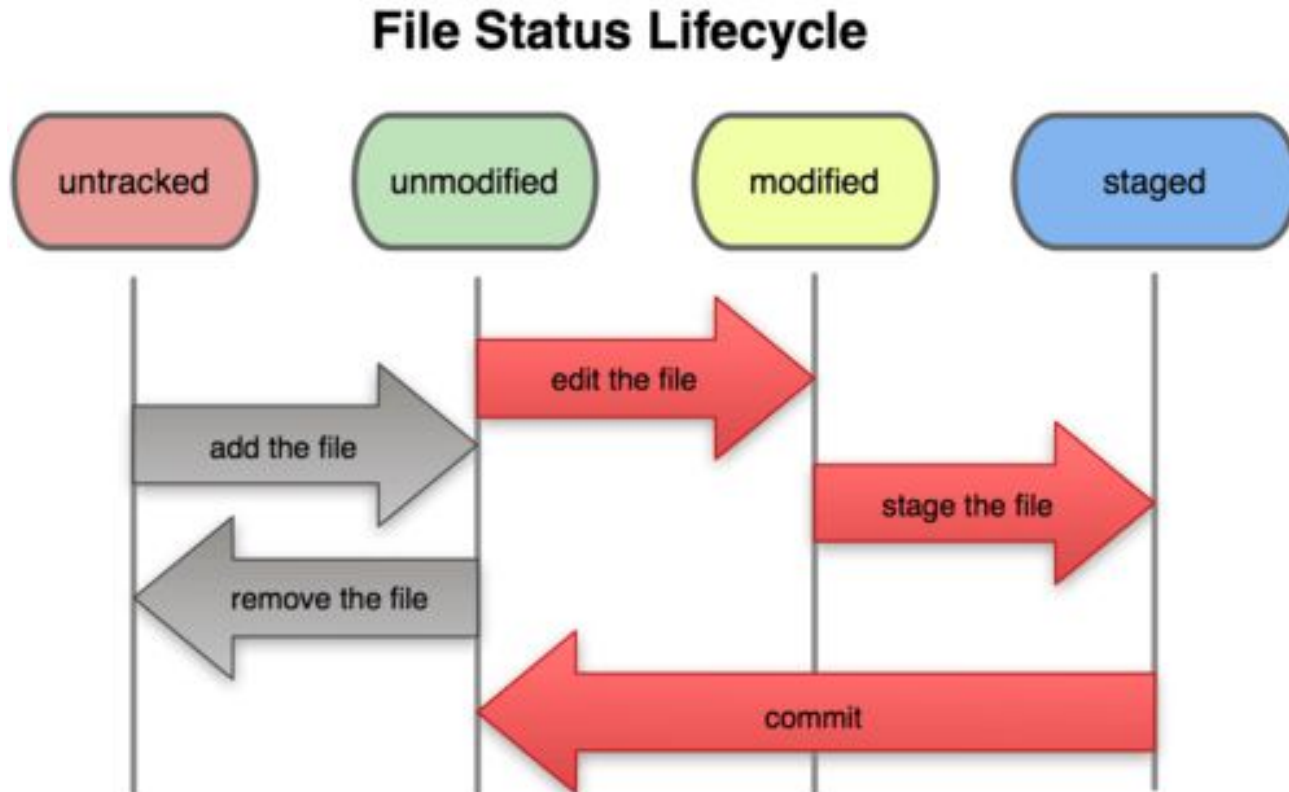 File Status Lifecycle
untracked
unmodified
modified
staged
edit the file
add the file
stage the file
remove the file
commit